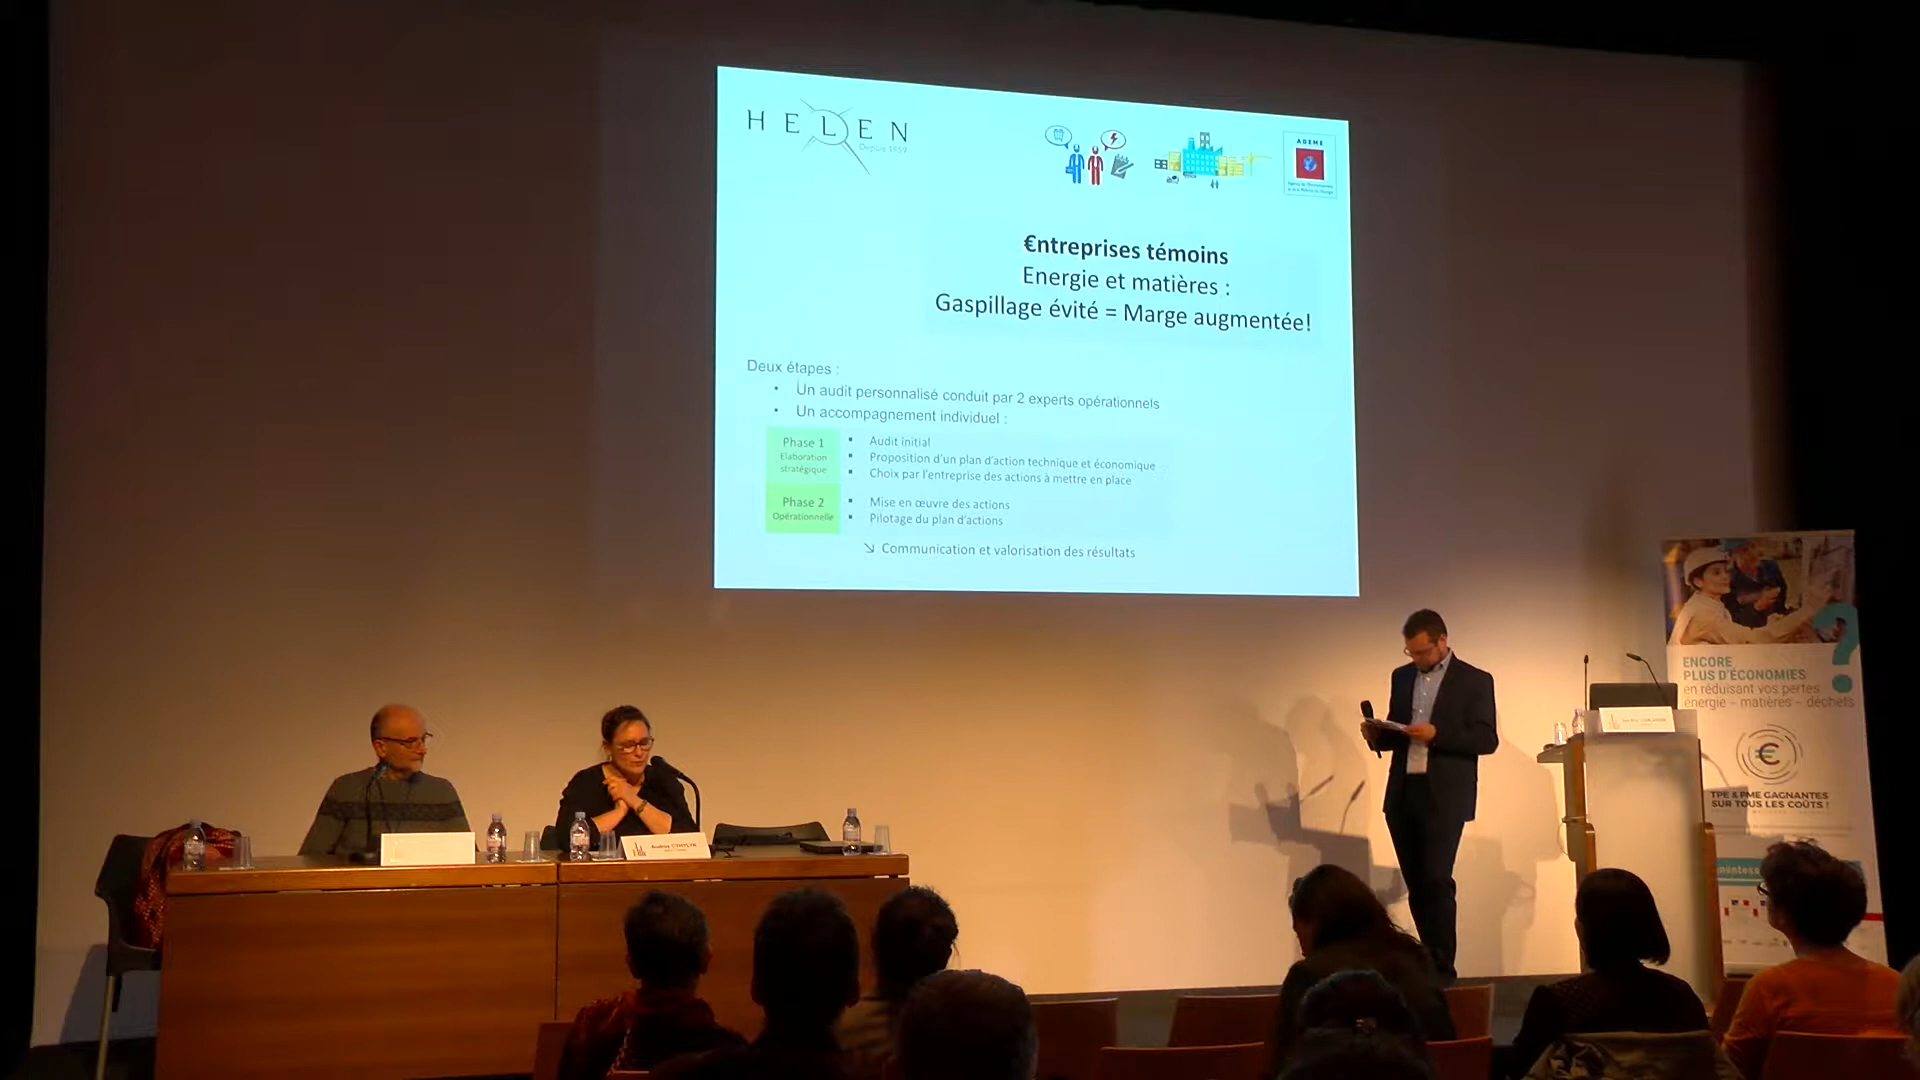 HELEN
Depuis 1959
ADEME
€ntreprises témoins
Energie et matières :
Gaspillage évité = Marge augmentée!
Deux étapes :
• Un audit personnalisé conduit par 2 experts opérationnels
• Un accompagnement individuel :
Phase 1
Elaboration
stratégique
▪ Audit initial
▪ Proposition d'un plan d'action technique et économique
▪ Choix par l'entreprise des actions à mettre en place
Phase 2
Opérationnelle
▪ Mise en œuvre des actions
▪ Pilotage du plan d'actions
↘ Communication et valorisation des résultats
ENCORE
PLUS D'ÉCONOMIES ?
en réduisant vos pertes
énergie – matières – déchets
€
TPE & PME GAGNANTES
SUR TOUS LES COÛTS !
Audrey